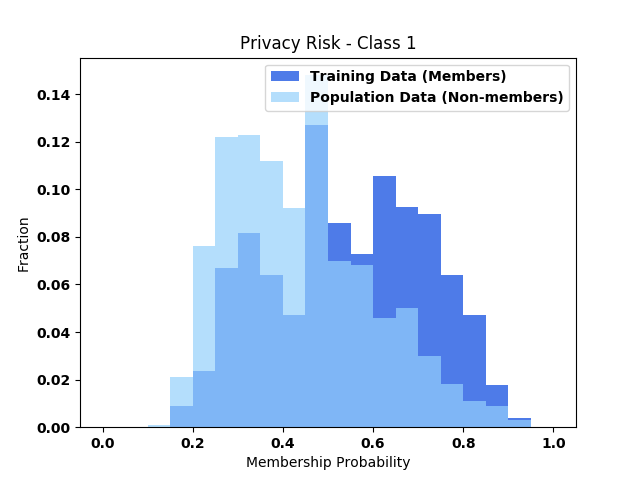 Privacy Risk - Class 1
Training Data (Members)
Population Data (Non-members)
0.14
0.12
0.10
0.08
0.06
0.04
0.02
0.00
Fraction
0.0 0.2 0.4 0.6 0.8 1.0
Membership Probability